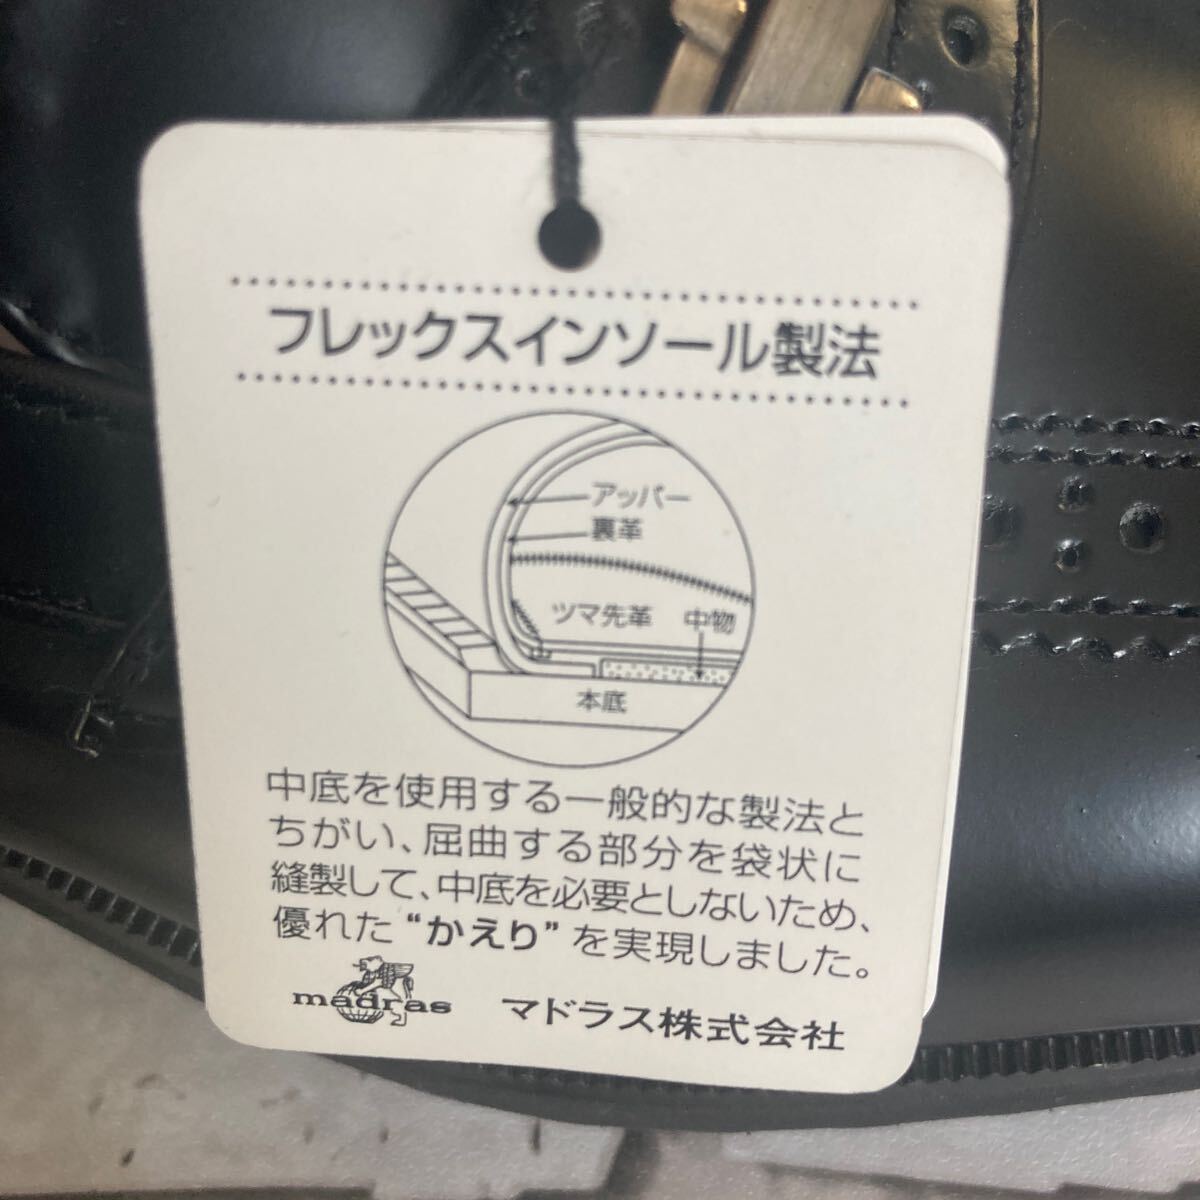 フレックスインソール製法
アッパー
裏革
ツマ先革
中物
本底
中底を使用する一般的な製法と
ちがい、屈曲する部分を袋状に
縫製して、中底を必要としないため、
優れた“かえり”を実現しました。
madras マドラス株式会社